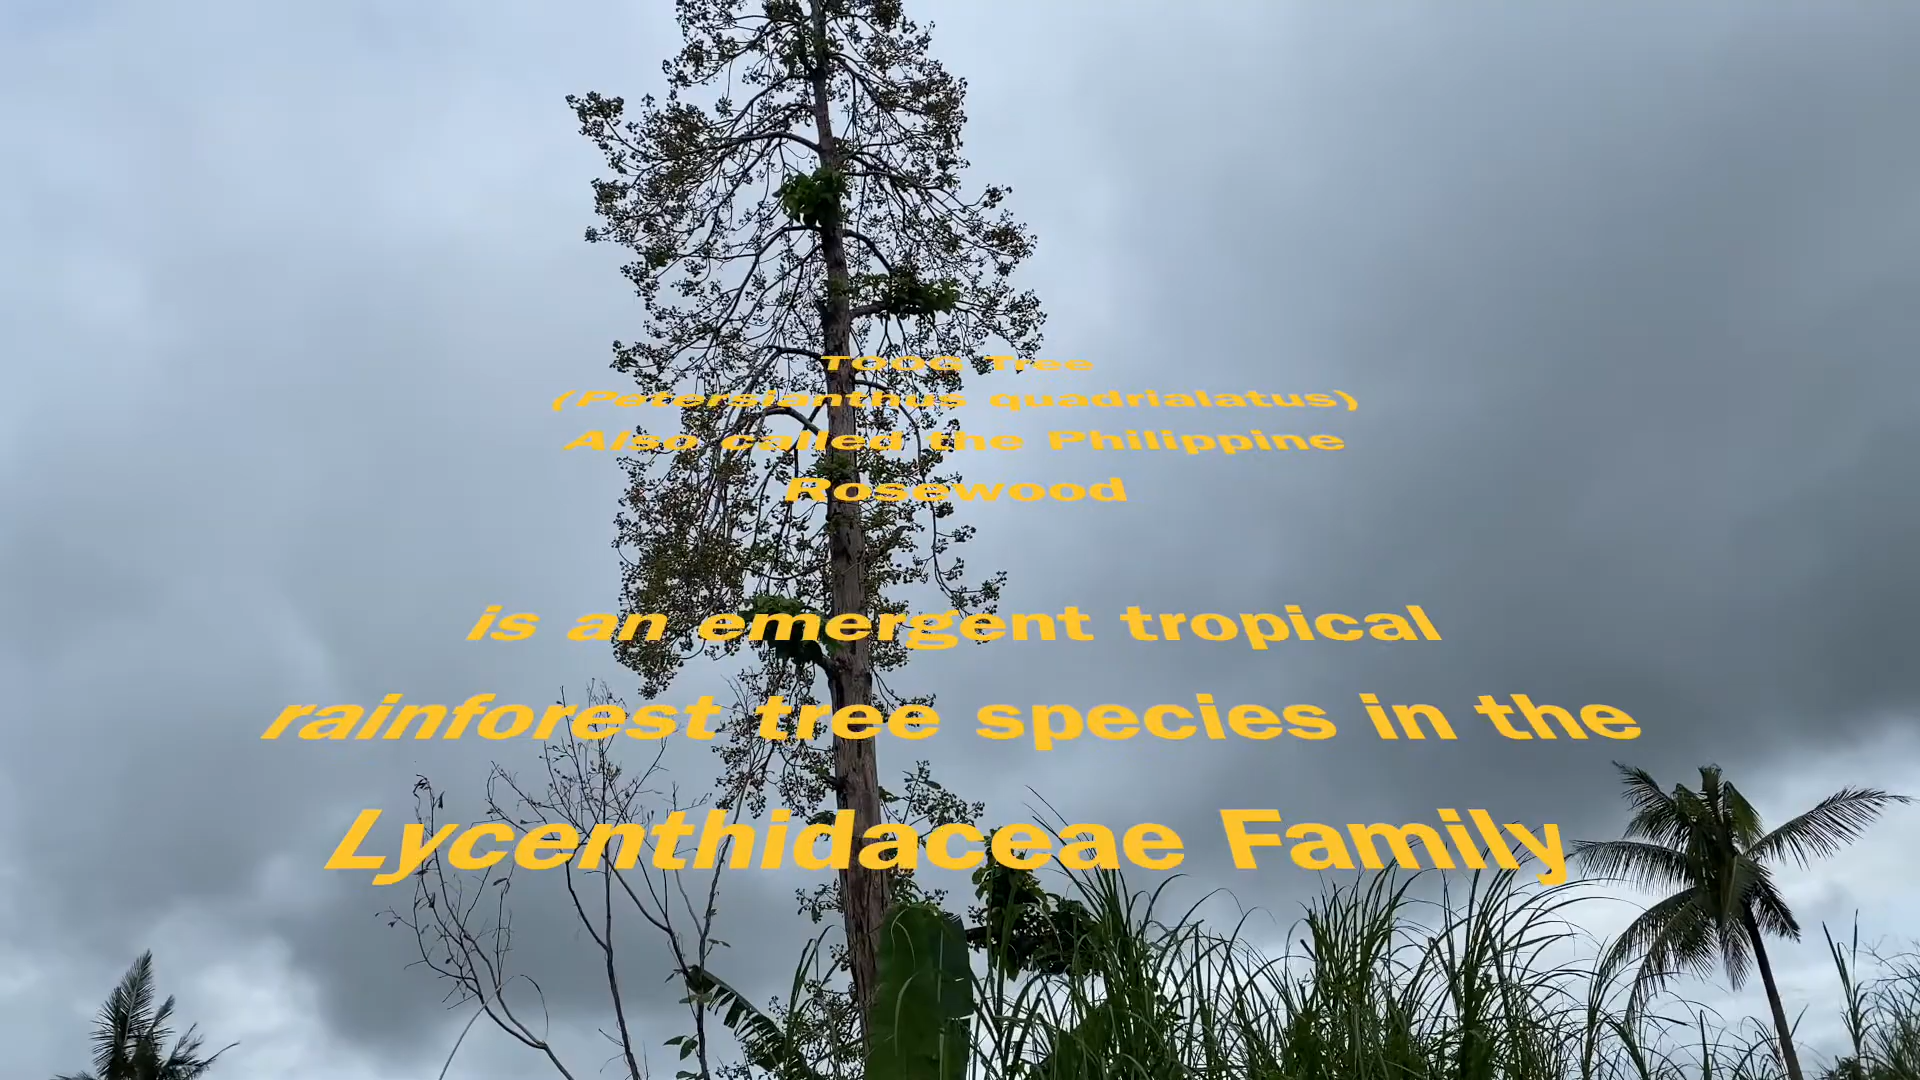 TOOG Tree
(Petersianthus quadrialatus)
Also called the Philippine
Rosewood
is an emergent tropical
rainforest tree species in the
Lycenthidaceae Family